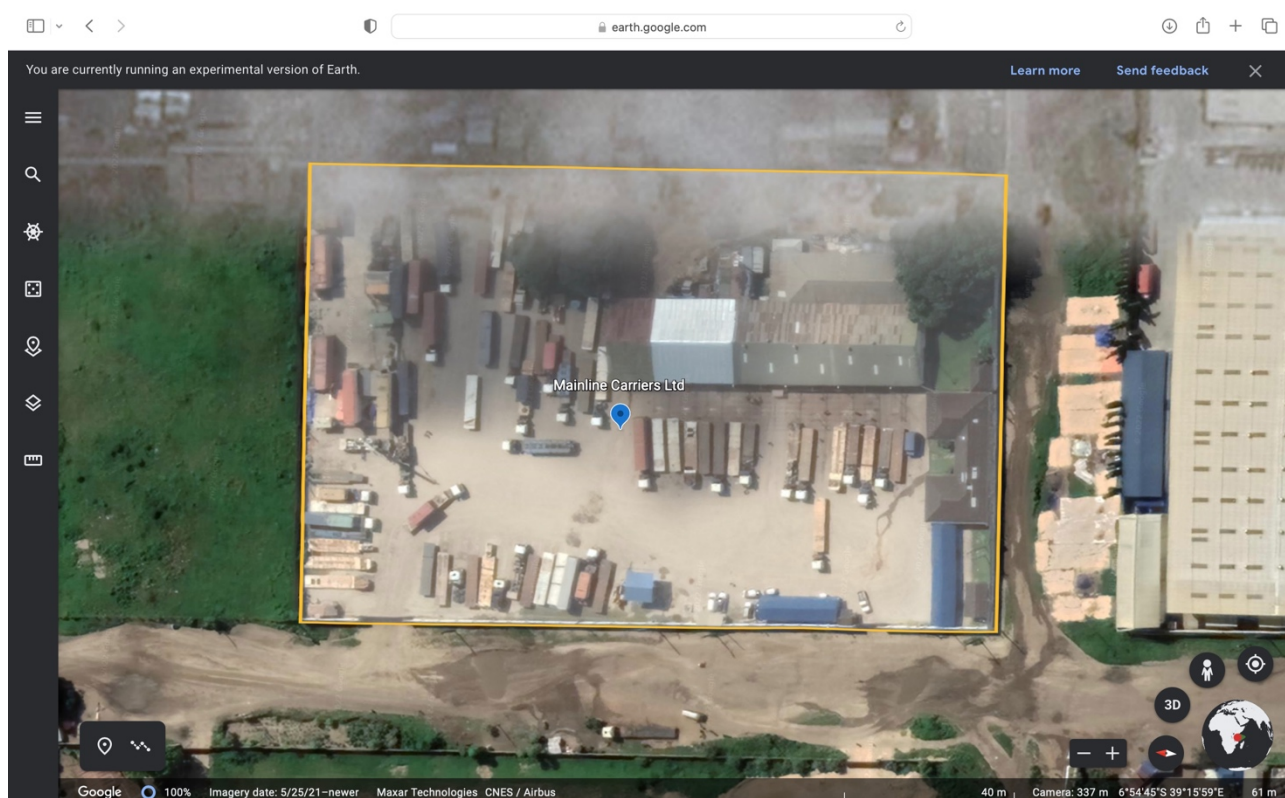 earth.google.com
You are currently running an experimental version of Earth.
Learn more
Send feedback
Mainline Carriers Ltd
3D
Google
100%
Imagery date: 5/25/21–newer
Maxar Technologies CNES / Airbus
40 m
Camera: 337 m 6°54'45"S 39°15'59"E
61 m